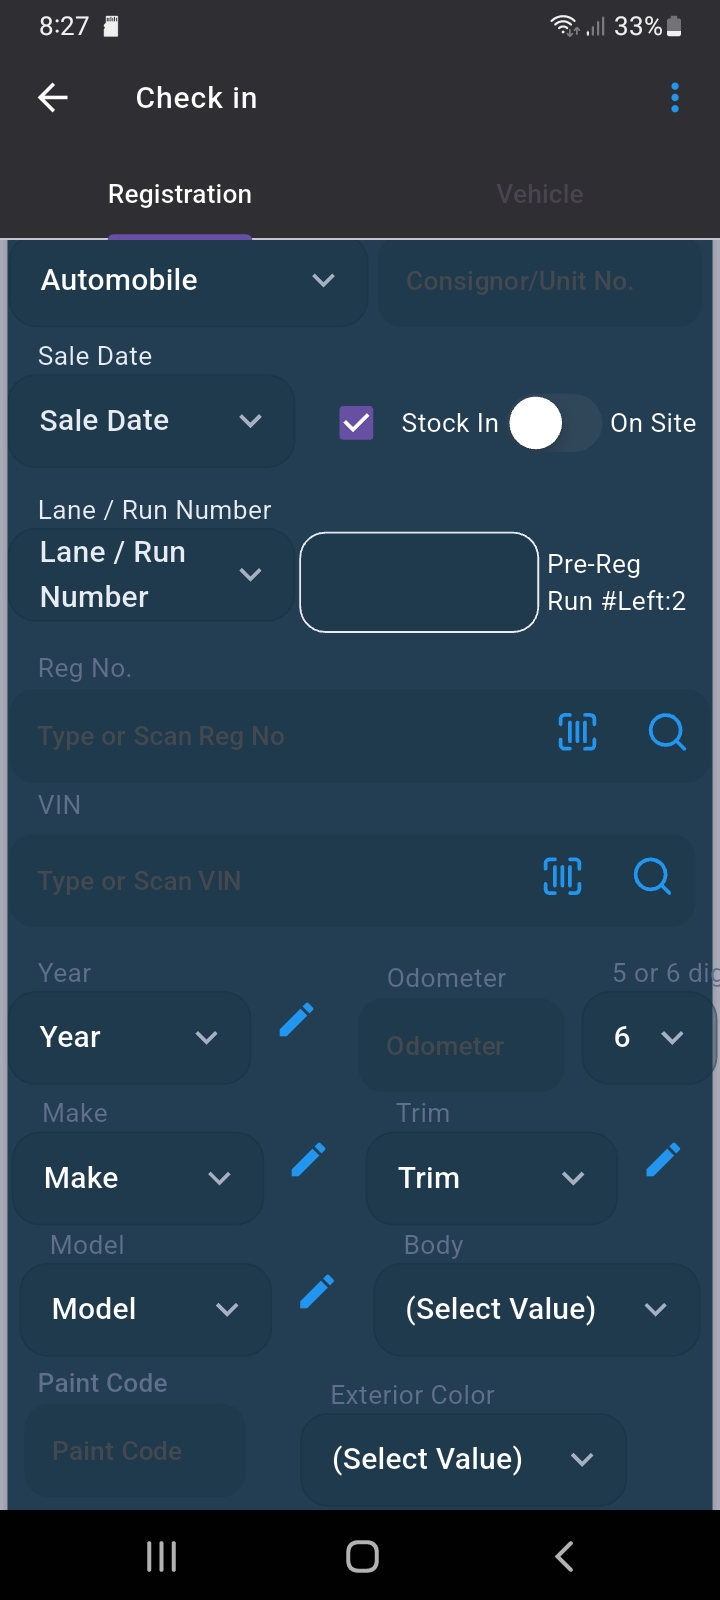 8:27
33%
Check in
Registration
Vehicle
Automobile
Consignor/Unit No.
Sale Date
Sale Date
Stock In
On Site
Lane / Run Number
Lane / Run
Number
Pre-Reg
Run #Left:2
Reg No.
Type or Scan Reg No
VIN
Type or Scan VIN
Year
Odometer
5 or 6 dig
Year
Odometer
6
Make
Trim
Make
Trim
Model
Body
Model
(Select Value)
Paint Code
Exterior Color
Paint Code
(Select Value)